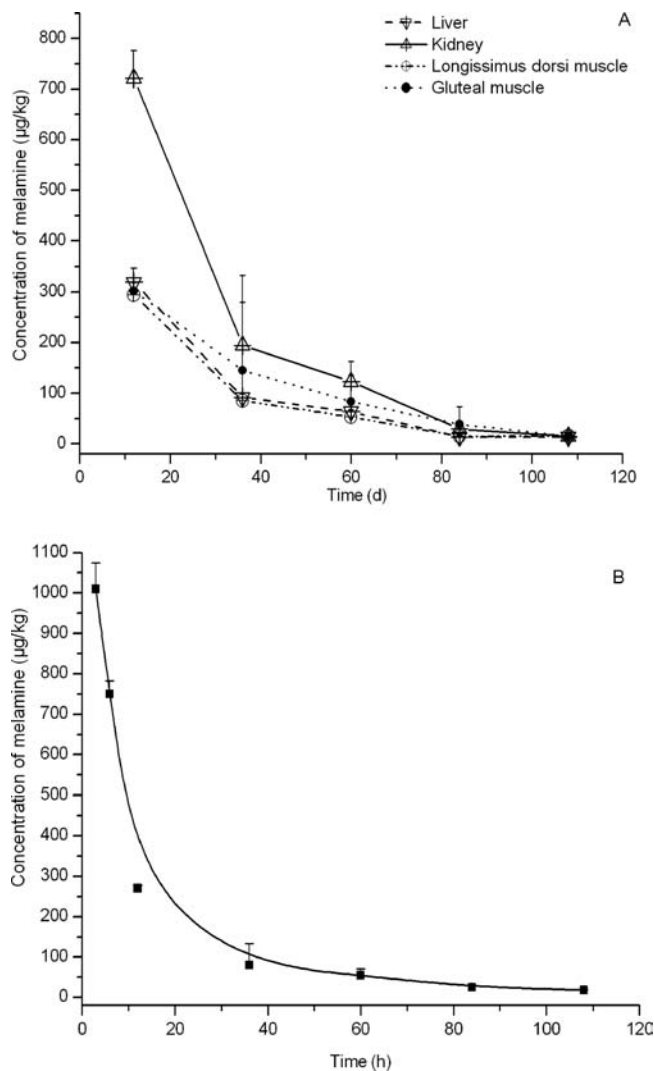 A
Liver
Kidney
Longissimus dorsi muscle
Gluteal muscle
Concentration of melamine (µg/kg)
800
700
600
500
400
300
200
100
0
0 20 40 60 80 100 120
Time (d)
B
Concentration of melamine (µg/kg)
1100
1000
900
800
700
600
500
400
300
200
100
0
0 20 40 60 80 100 120
Time (h)